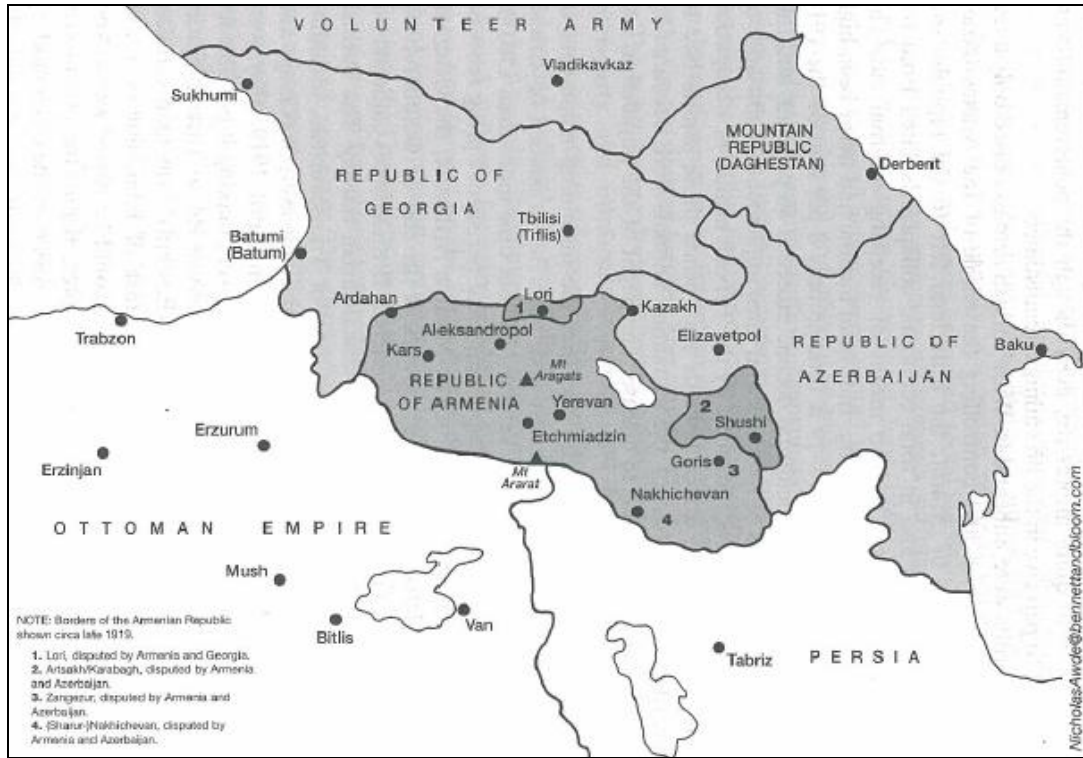 VOLUNTEER ARMY
Vladikavkaz
Sukhumi
MOUNTAIN
REPUBLIC
(DAGHESTAN)
Derbent
REPUBLIC OF
GEORGIA
Tbilisi
(Tiflis)
Batumi
(Batum)
Ardahan
Lori
1
Kazakh
Trabzon
Aleksandropol
Kars
Elizavetpol
REPUBLIC OF
AZERBAIJAN
Baku
Mt
Aragats
REPUBLIC
OF ARMENIA
Yerevan
2
Shushi
Etchmiadzin
Erzurum
Erzinjan
Goris
3
Mt
Ararat
Nakhichevan
4
OTTOMAN EMPIRE
Mush
Bitlis
Van
Tabriz
PERSIA
NOTE: Borders of the Armenian Republic
shown circa late 1919.
1. Lori, disputed by Armenia and Georgia.
2. Artsakh/Karabagh, disputed by Armenia
and Azerbaijan.
3. Zangezur, disputed by Armenia and
Azerbaijan.
4. (Sharur-)Nakhichevan, disputed by
Armenia and Azerbaijan.
NicholasAwde@bennettandbloom.com